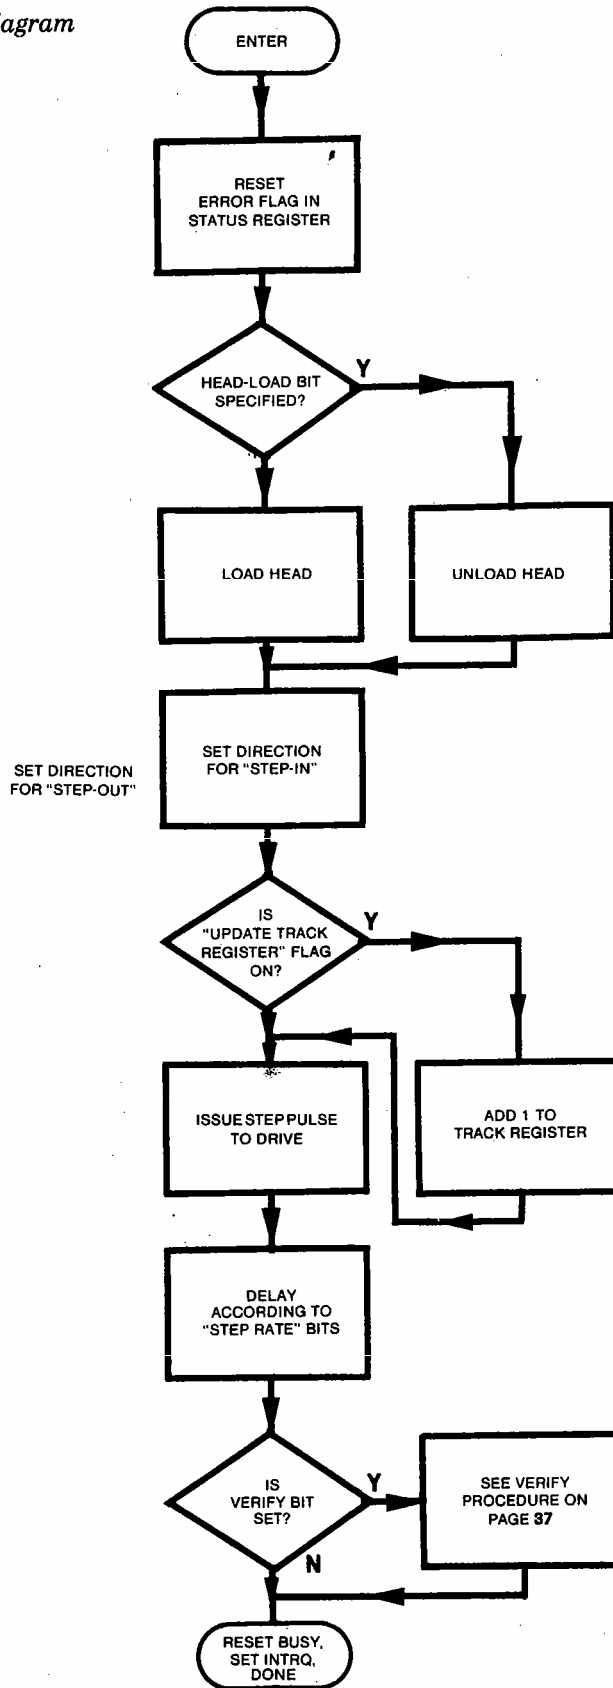 agram
ENTER
RESET
ERROR FLAG IN
STATUS REGISTER
HEAD-LOAD BIT
SPECIFIED?
Y
LOAD HEAD
UNLOAD HEAD
SET DIRECTION
FOR "STEP-IN"
SET DIRECTION
FOR "STEP-OUT"
IS
"UPDATE TRACK
REGISTER" FLAG
ON?
Y
ISSUE STEP PULSE
TO DRIVE
ADD 1 TO
TRACK REGISTER
DELAY
ACCORDING TO
"STEP RATE" BITS
IS
VERIFY BIT
SET?
Y
N
SEE VERIFY
PROCEDURE ON
PAGE 37
RESET BUSY,
SET INTRQ,
DONE